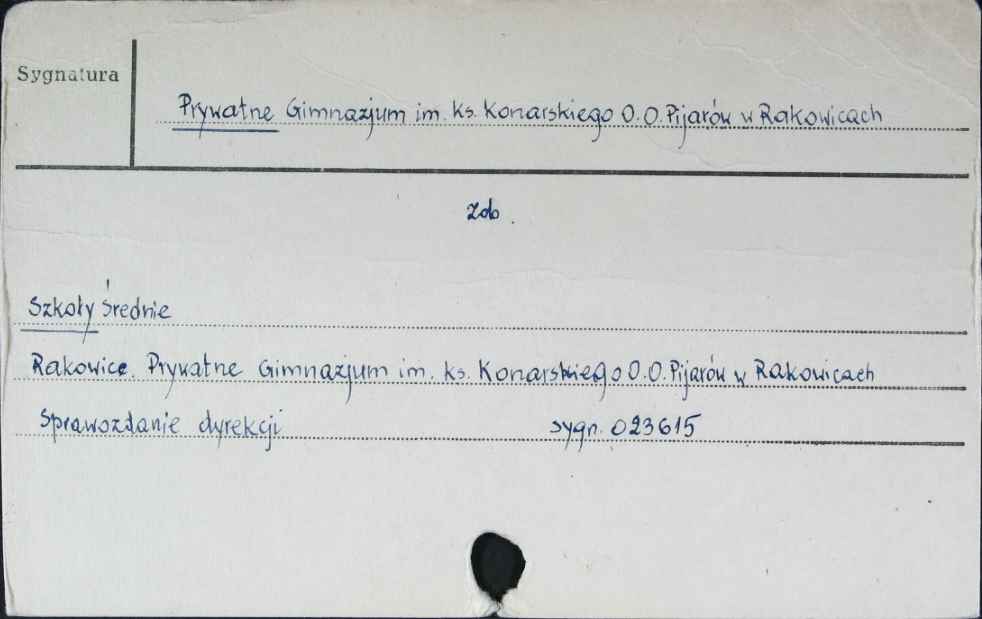 Sygnatura
Prywatne Gimnazjum im. ks. Konarskiego O.O. Pijarów w Rakowicach
zob.
Szkoły średnie
Rakowice. Prywatne Gimnazjum im. ks. Konarskiego O.O. Pijarów w Rakowicach
Sprawozdanie dyrekcji sygn. 023615